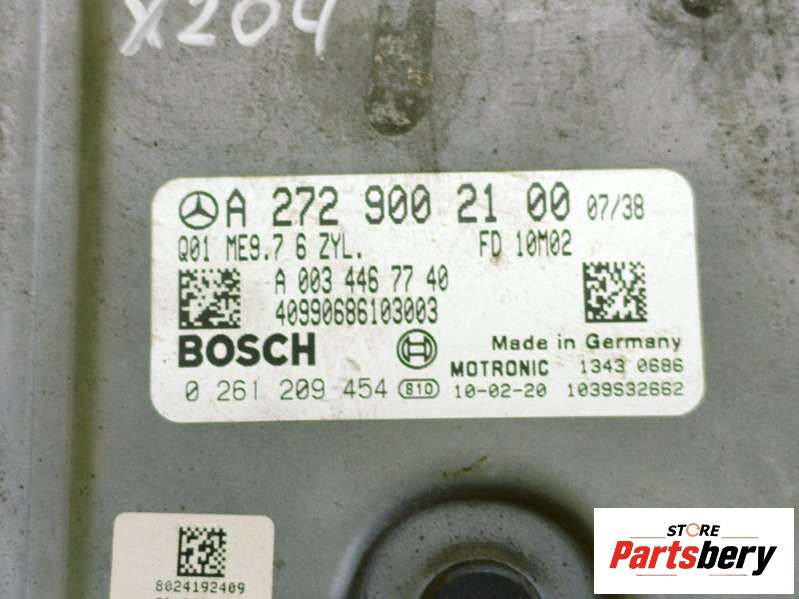 X204
A 272 900 21 00 07/38
Q01 ME9.7 6 ZYL. FD 10M02
A 003 446 77 40
40990686103003
BOSCH
Made in Germany
MOTRONIC 1343 0686
0 261 209 454 S10 10-02-20 1039S32662
8024192409
STORE
Partsbery